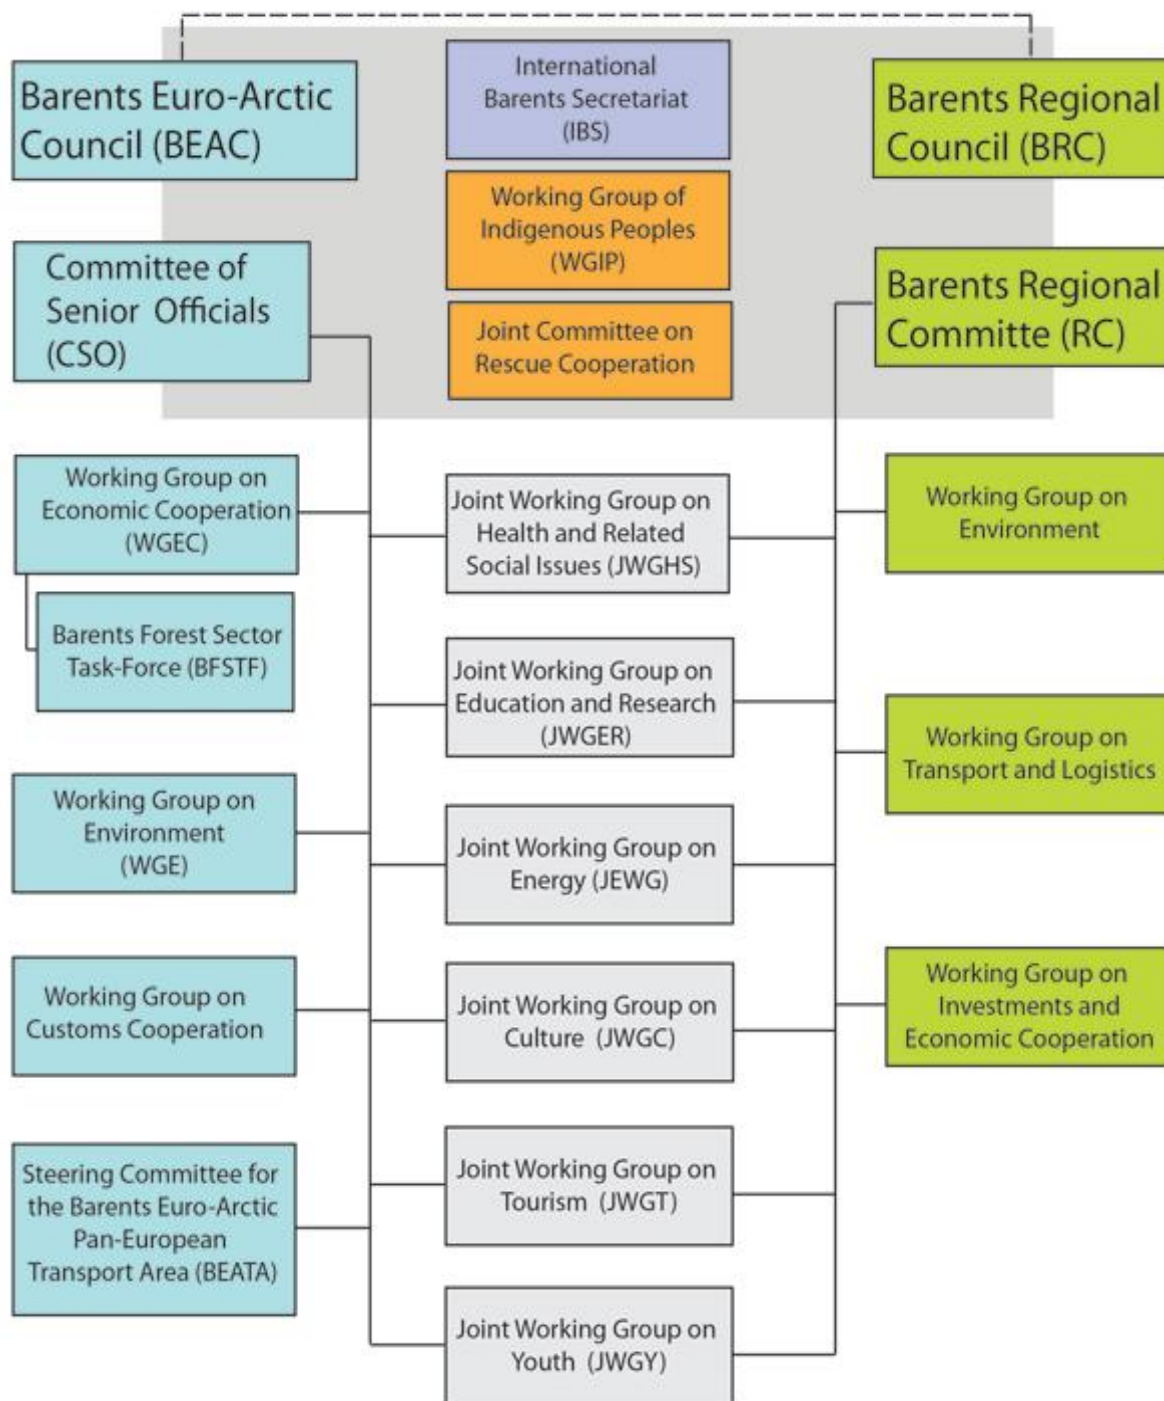 Barents Euro-Arctic
Council (BEAC)
International
Barents Secretariat
(IBS)
Barents Regional
Council (BRC)
Working Group of
Indigenous Peoples
(WGIP)
Committee of
Senior Officials
(CSO)
Joint Committee on
Rescue Cooperation
Barents Regional
Committe (RC)
Working Group on
Economic Cooperation
(WGEC)
Barents Forest Sector
Task-Force (BFSTF)
Working Group on
Environment
(WGE)
Working Group on
Customs Cooperation
Steering Committee for
the Barents Euro-Arctic
Pan-European
Transport Area (BEATA)
Joint Working Group on
Health and Related
Social Issues (JWGHS)
Joint Working Group on
Education and Research
(JWGER)
Joint Working Group on
Energy (JEWG)
Joint Working Group on
Culture (JWGC)
Joint Working Group on
Tourism (JWGT)
Joint Working Group on
Youth (JWGY)
Working Group on
Environment
Working Group on
Transport and Logistics
Working Group on
Investments and
Economic Cooperation